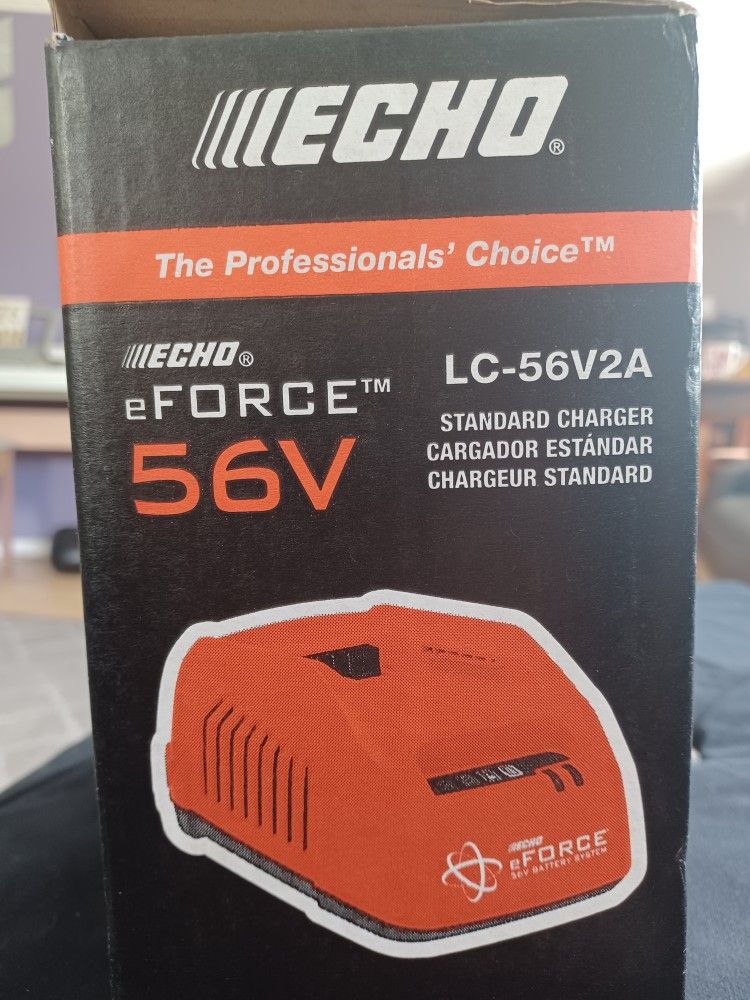 ECHO®
The Professionals' Choice™
ECHO®
eFORCE™
56V
LC-56V2A
STANDARD CHARGER
CARGADOR ESTÁNDAR
CHARGEUR STANDARD
ECHO
eFORCE™
56V BATTERY SYSTEM